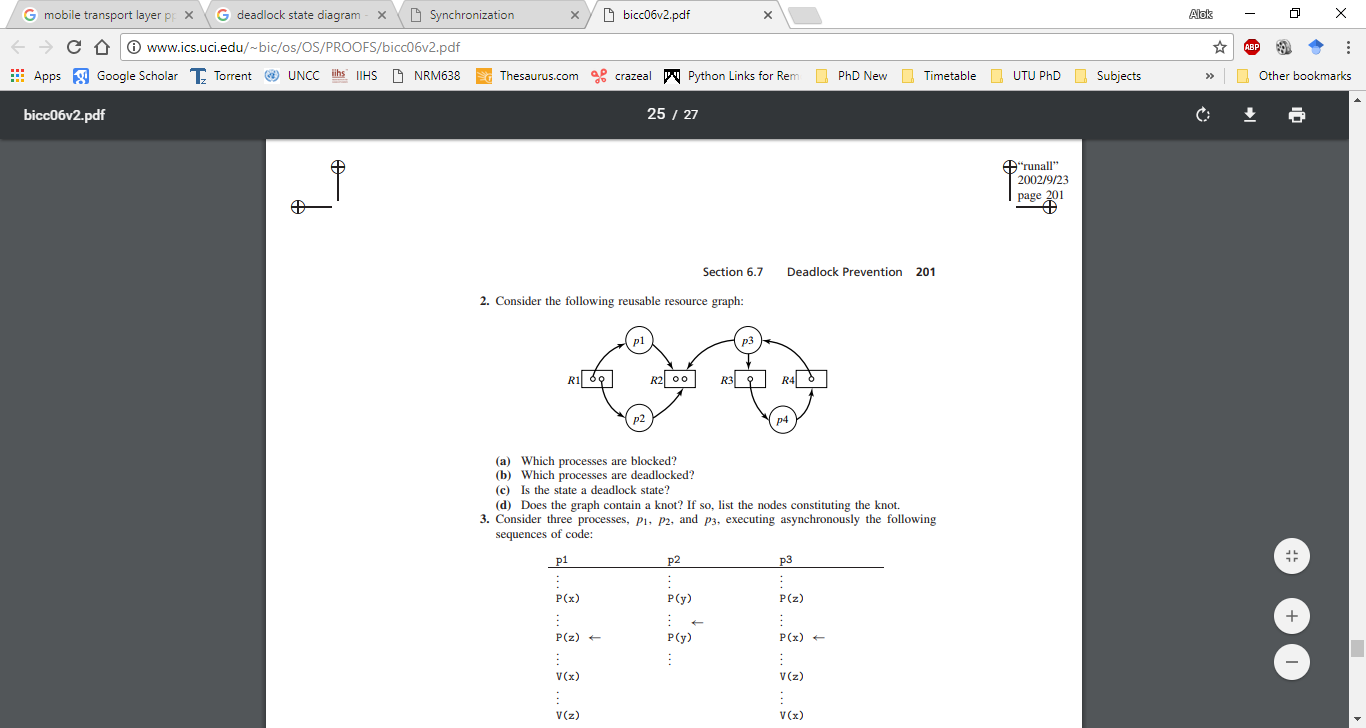 mobile transport layer pp
deadlock state diagram -
Synchronization
bicc06v2.pdf
Alok
www.ics.uci.edu/~bic/os/OS/PROOFS/bicc06v2.pdf
ABP
Apps
Google Scholar
Torrent
UNCC
iihs
IIHS
NRM638
Thesaurus.com
crazeal
Python Links for Rem
PhD New
Timetable
UTU PhD
Subjects
»
Other bookmarks
bicc06v2.pdf
25 / 27
“runall”
2002/9/23
page 201
Section 6.7 Deadlock Prevention 201
2. Consider the following reusable resource graph:
p1
p3
R1
R2
R3
R4
p2
p4
(a) Which processes are blocked?
(b) Which processes are deadlocked?
(c) Is the state a deadlock state?
(d) Does the graph contain a knot? If so, list the nodes constituting the knot.
3. Consider three processes, p1, p2, and p3, executing asynchronously the following
sequences of code:
p1 p2 p3
⋮ ⋮ ⋮
P(x) P(y) P(z)
⋮ ⋮ ← ⋮
P(z) ← P(y) P(x) ←
⋮ ⋮ ⋮
V(x) V(z)
⋮ ⋮
V(z) V(x)